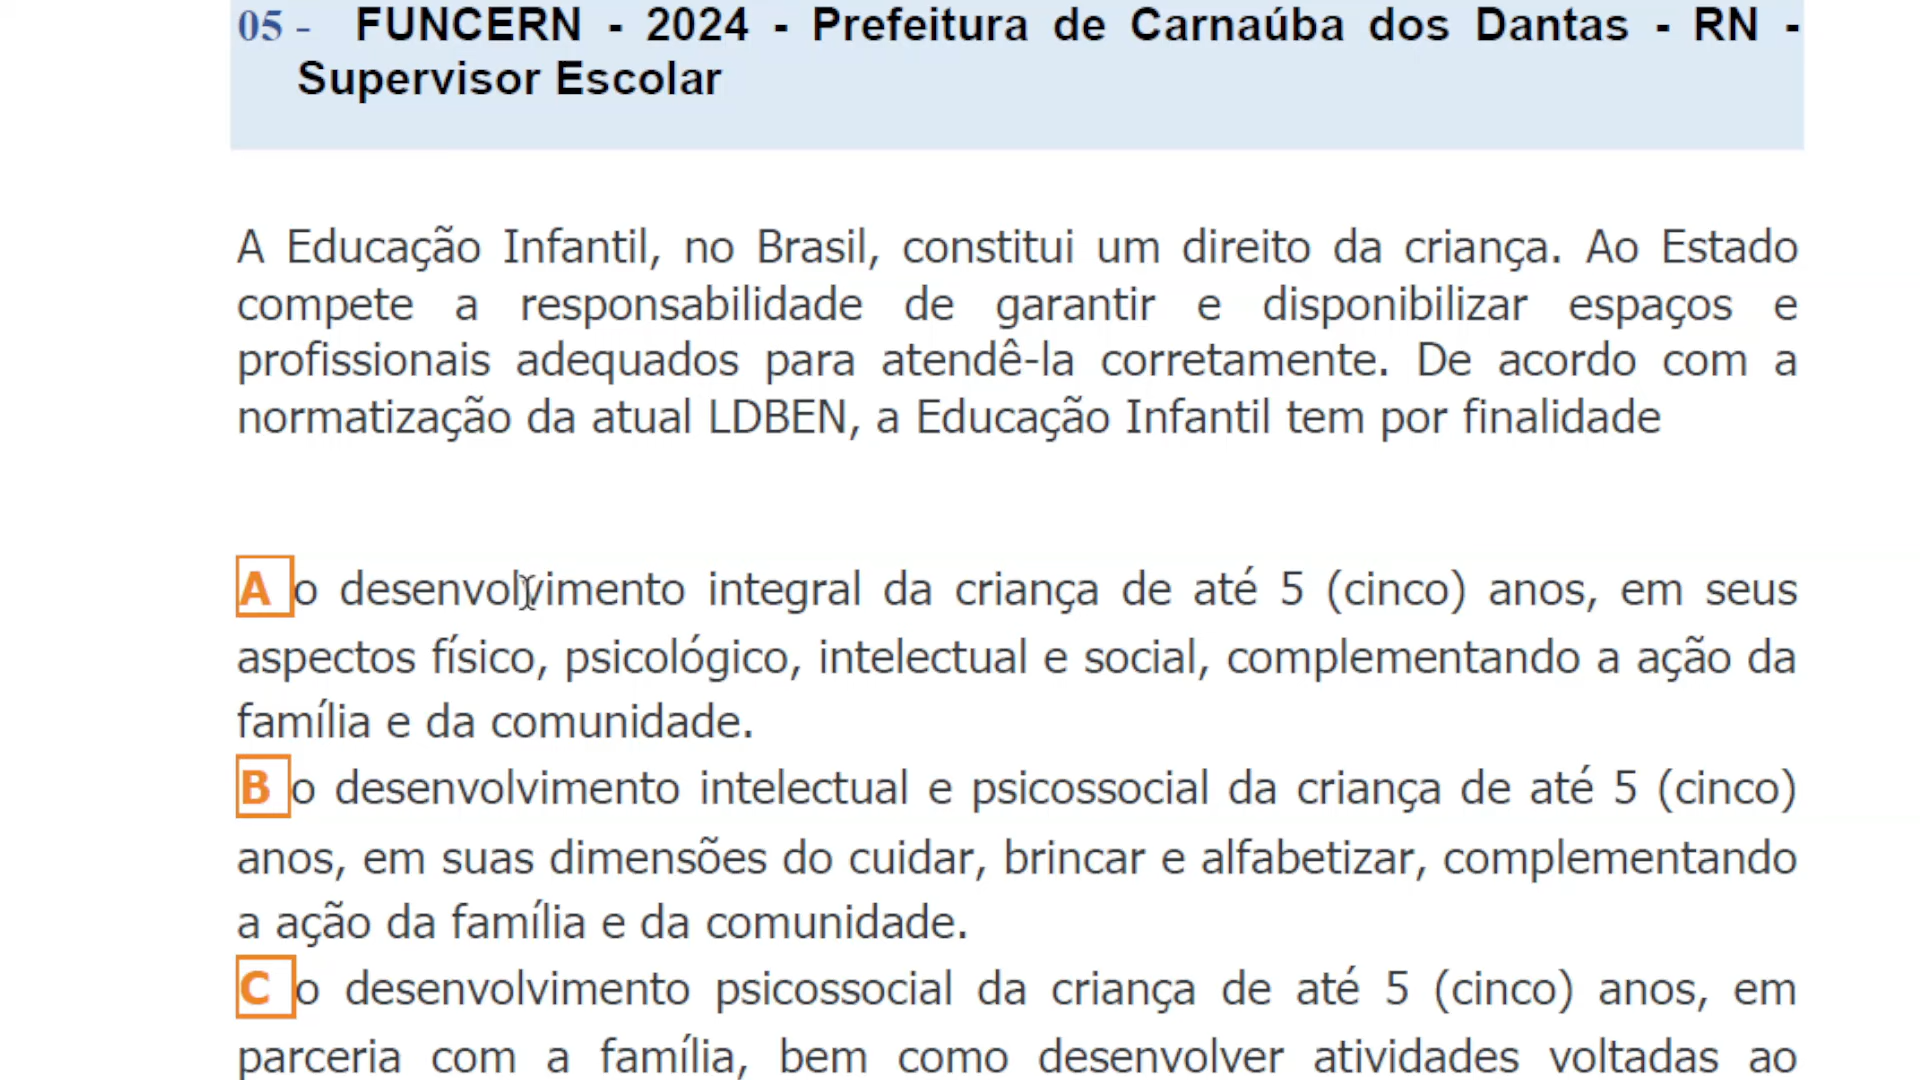 05 - FUNCERN - 2024 - Prefeitura de Carnaúba dos Dantas - RN -
Supervisor Escolar
A Educação Infantil, no Brasil, constitui um direito da criança. Ao Estado
compete a responsabilidade de garantir e disponibilizar espaços e
profissionais adequados para atendê-la corretamente. De acordo com a
normatização da atual LDBEN, a Educação Infantil tem por finalidade
A o desenvolvimento integral da criança de até 5 (cinco) anos, em seus
aspectos físico, psicológico, intelectual e social, complementando a ação da
família e da comunidade.
B o desenvolvimento intelectual e psicossocial da criança de até 5 (cinco)
anos, em suas dimensões do cuidar, brincar e alfabetizar, complementando
a ação da família e da comunidade.
C o desenvolvimento psicossocial da criança de até 5 (cinco) anos, em
parceria com a família, bem como desenvolver atividades voltadas ao